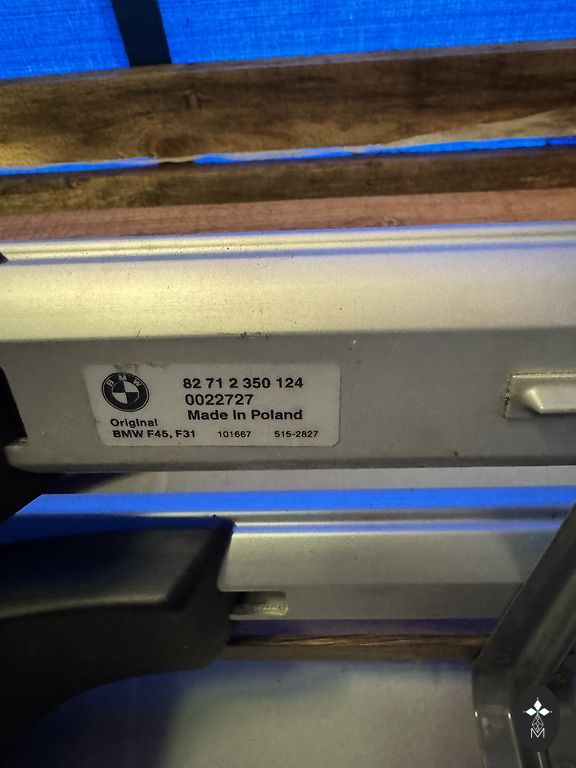 BMW
82 71 2 350 124
0022727
Made in Poland
Original
BMW F45, F31 101667 515-2827
M